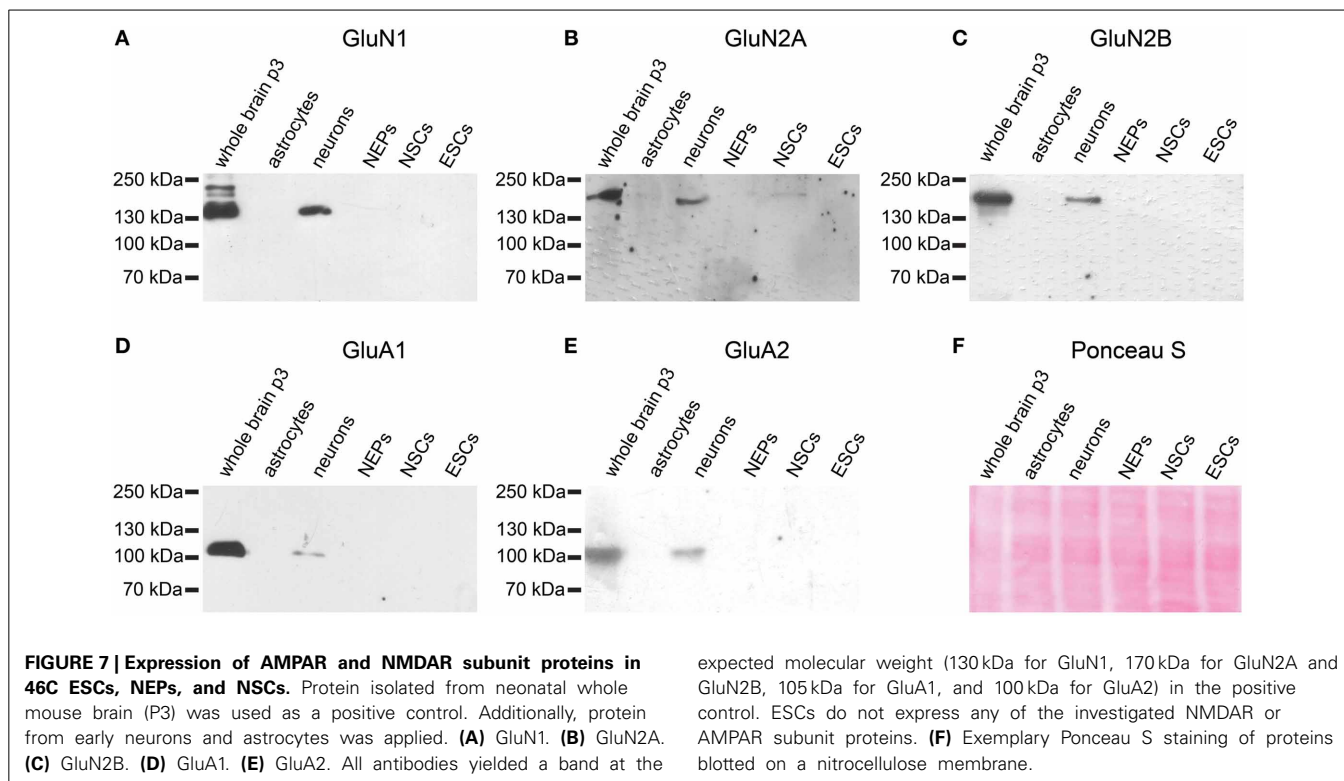 A GluN1
whole brain p3
astrocytes
neurons
NEPs
NSCs
ESCs
250 kDa
130 kDa
100 kDa
70 kDa
B GluN2A
whole brain p3
astrocytes
neurons
NEPs
NSCs
ESCs
250 kDa
130 kDa
100 kDa
70 kDa
C GluN2B
whole brain p3
astrocytes
neurons
NEPs
NSCs
ESCs
250 kDa
130 kDa
100 kDa
70 kDa
D GluA1
whole brain p3
astrocytes
neurons
NEPs
NSCs
ESCs
250 kDa
130 kDa
100 kDa
70 kDa
E GluA2
whole brain p3
astrocytes
neurons
NEPs
NSCs
ESCs
250 kDa
130 kDa
100 kDa
70 kDa
F Ponceau S
whole brain p3
astrocytes
neurons
NEPs
NSCs
ESCs
FIGURE 7 | Expression of AMPAR and NMDAR subunit proteins in
46C ESCs, NEPs, and NSCs. Protein isolated from neonatal whole
mouse brain (P3) was used as a positive control. Additionally, protein
from early neurons and astrocytes was applied. (A) GluN1. (B) GluN2A.
(C) GluN2B. (D) GluA1. (E) GluA2. All antibodies yielded a band at the
expected molecular weight (130 kDa for GluN1, 170 kDa for GluN2A and
GluN2B, 105 kDa for GluA1, and 100 kDa for GluA2) in the positive
control. ESCs do not express any of the investigated NMDAR or
AMPAR subunit proteins. (F) Exemplary Ponceau S staining of proteins
blotted on a nitrocellulose membrane.